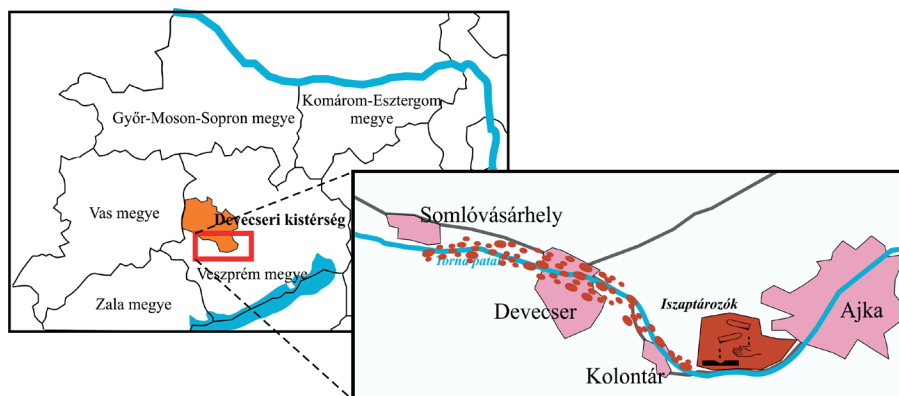 Győr-Moson-Sopron megye
Komárom-Esztergom
megye
Vas megye
Devecseri kistérség
Veszprém megye
Zala megye
Somlóvásárhely
Torna patak
Devecser
Iszaptározók
Ajka
Kolontár